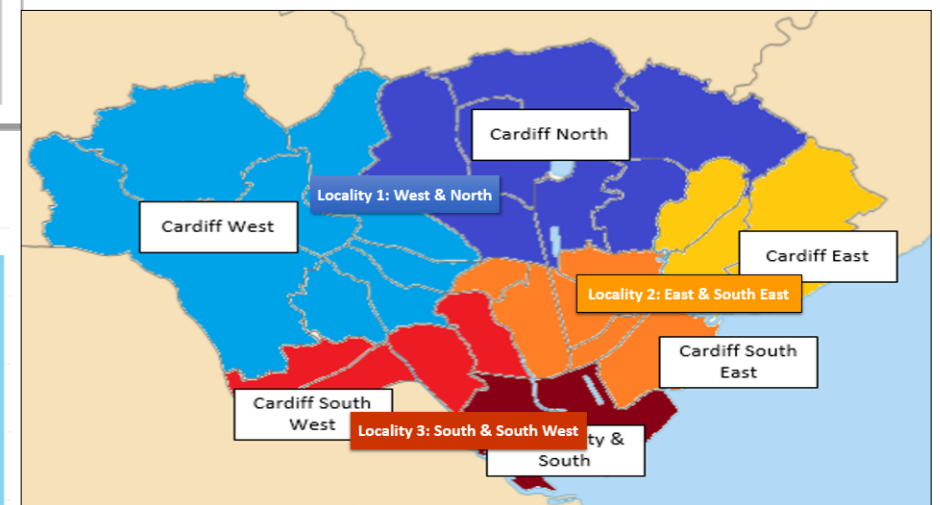 Cardiff North
Locality 1: West & North
Cardiff West
Cardiff East
Locality 2: East & South East
Cardiff South
East
Cardiff South
West
Locality 3: South & South West
ty &
South